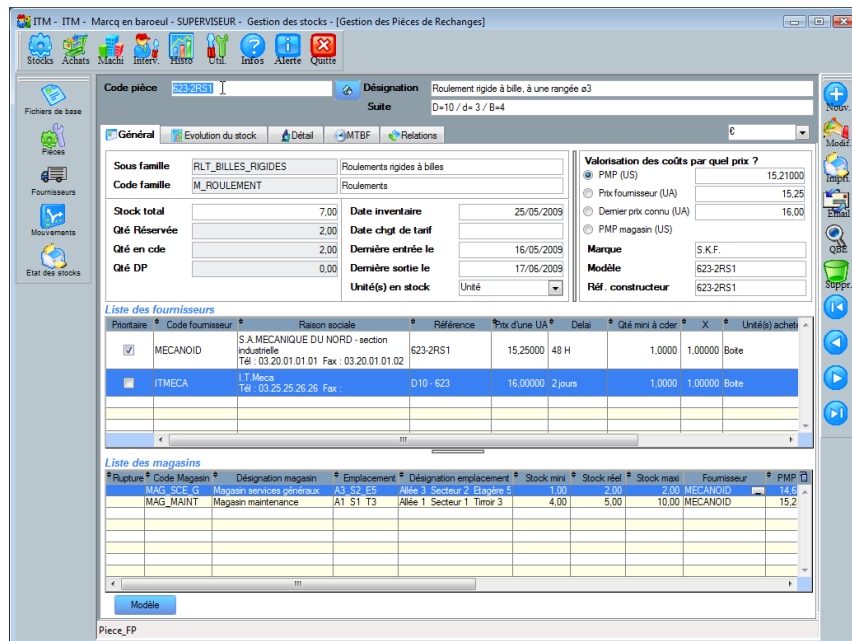 ITM - ITM - Marcq en baroeul - SUPERVISEUR - Gestion des stocks - [Gestion des Pièces de Rechanges]
Stocks Achats Machi Interv. Histo Util. Infos Alerte Quitte
Code pièce 623-2RS1 Désignation Roulement rigide à bille, à une rangée ø3
Suite D=10 / d= 3 / B=4
Fichiers de base
Pièces
Fournisseurs
Mouvements
Etat des stocks
Général Evolution du stock Détail MTBF Relations €
Sous famille RLT_BILLES_RIGIDES Roulements rigides à billes
Code famille M_ROULEMENT Roulements
Stock total 7,00 Date inventaire 25/05/2009
Qté Réservée 2,00 Date chgt de tarif
Qté en cde 2,00 Dernière entrée le 16/05/2009
Qté DP 0,00 Dernière sortie le 17/06/2009
Unité(s) en stock Unité
Valorisation des coûts par quel prix ?
PMP (US) 15,21000
Prix fournisseur (UA) 15,25
Dernier prix connu (UA) 16,00
PMP magasin (US)
Marque S.K.F.
Modèle 623-2RS1
Réf. constructeur 623-2RS1
Nouv.
Modif.
Impri.
Email
QBE
Suppr.
Liste des fournisseurs
Prioritaire Code fournisseur Raison sociale Référence Prix d'une UA Delai Qté mini à cder X Unité(s) achete
MECANOID S.A.MECANIQUE DU NORD - section industrielle 623-2RS1 15,25000 48 H 1,0000 1,00000 Boite
Tél : 03.20.01.01.01 Fax : 03.20.01.01.02
ITMECA I.T.Meca D10 - 623 16,00000 2 jours 1,0000 1,00000 Boite
Tél : 03.25.25.26.26 Fax :
Liste des magasins
Rupture Code Magasin Désignation magasin Emplacement Désignation emplacement Stock mini Stock réel Stock maxi Fournisseur PMP
MAG_SCE_G Magasin services généraux A3_S2_E5 Allée 3 Secteur 2 Etagère 5 1,00 2,00 2,00 MECANOID ... 14,6
MAG_MAINT Magasin maintenance A1 S1 T3 Allée 1 Secteur 1 Tirroir 3 4,00 5,00 10,00 MECANOID 15,2
Modèle
Piece_FP